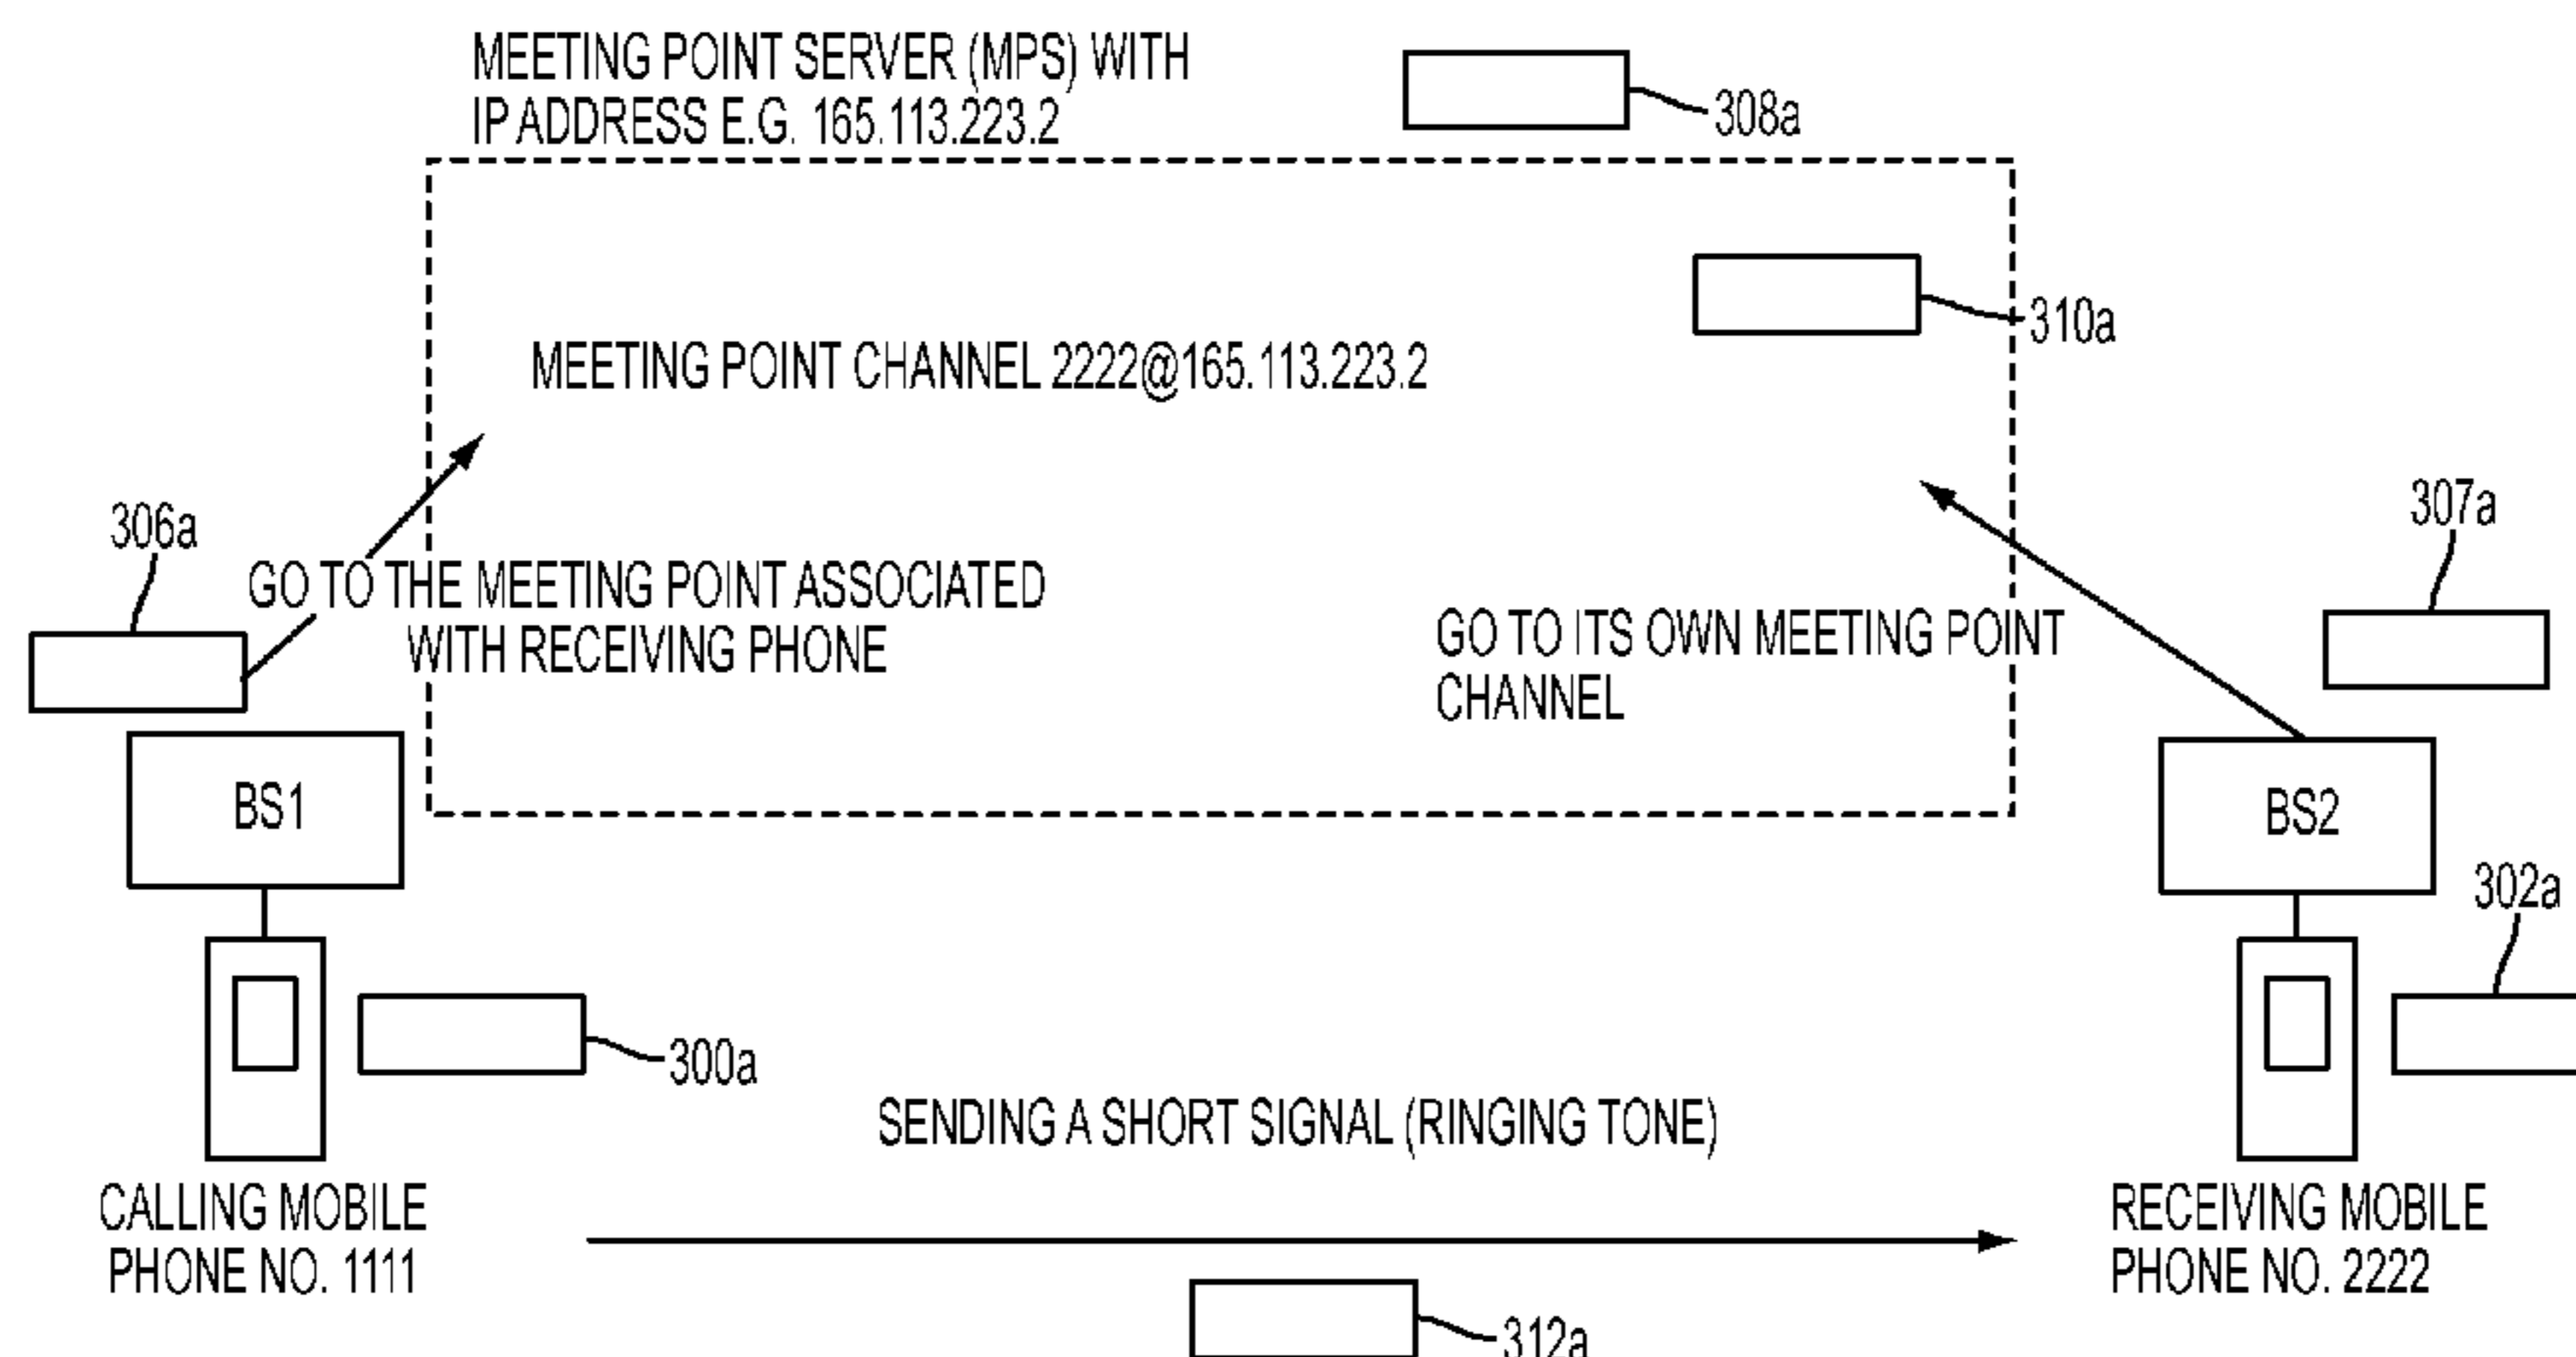 MEETING POINT SERVER (MPS) WITH
IP ADDRESS E.G. 165.113.223.2
308a
310a
MEETING POINT CHANNEL 2222@165.113.223.2
306a
307a
GO TO THE MEETING POINT ASSOCIATED
WITH RECEIVING PHONE
GO TO ITS OWN MEETING POINT
CHANNEL
BS1
BS2
302a
300a
SENDING A SHORT SIGNAL (RINGING TONE)
CALLING MOBILE
PHONE NO. 1111
RECEIVING MOBILE
PHONE NO. 2222
312a